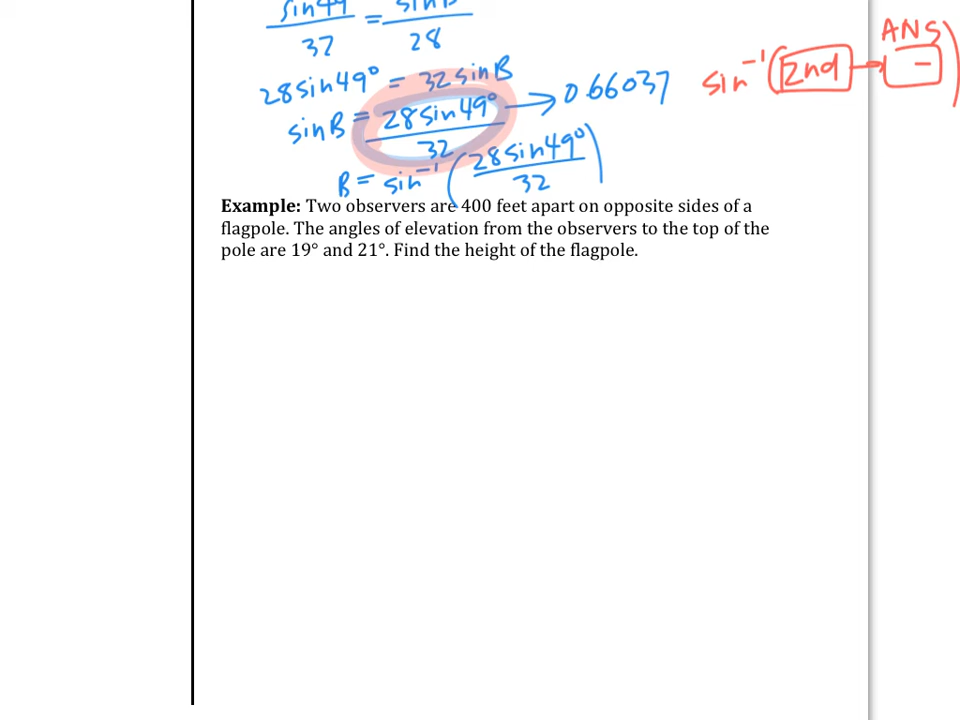 sin49 = sinB
32 28
ANS
28sin49° = 32sinB
sin⁻¹(2nd → -)
sinB = 28sin49° → 0.66037
32
B = sin⁻¹(28sin49°)
32
Example: Two observers are 400 feet apart on opposite sides of a
flagpole. The angles of elevation from the observers to the top of the
pole are 19° and 21°. Find the height of the flagpole.